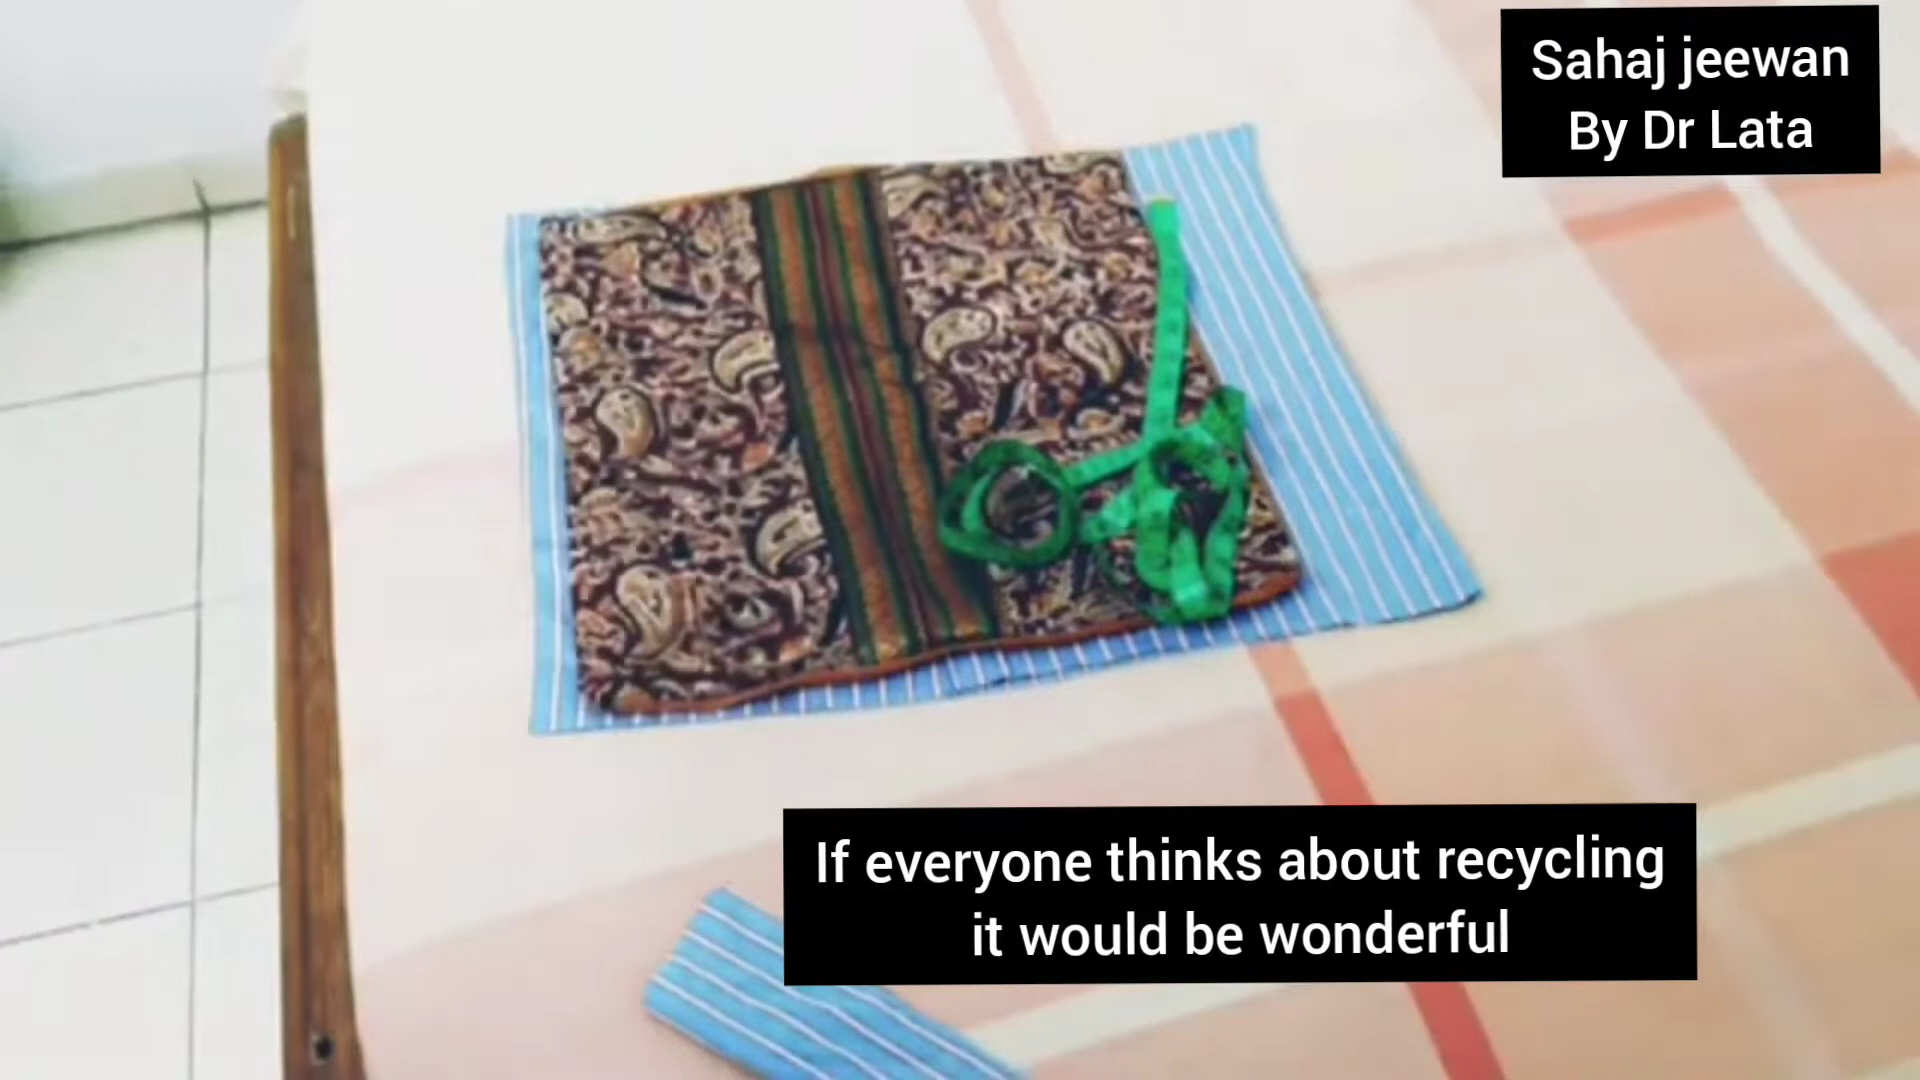 Sahaj jeewan
By Dr Lata
If everyone thinks about recycling
it would be wonderful